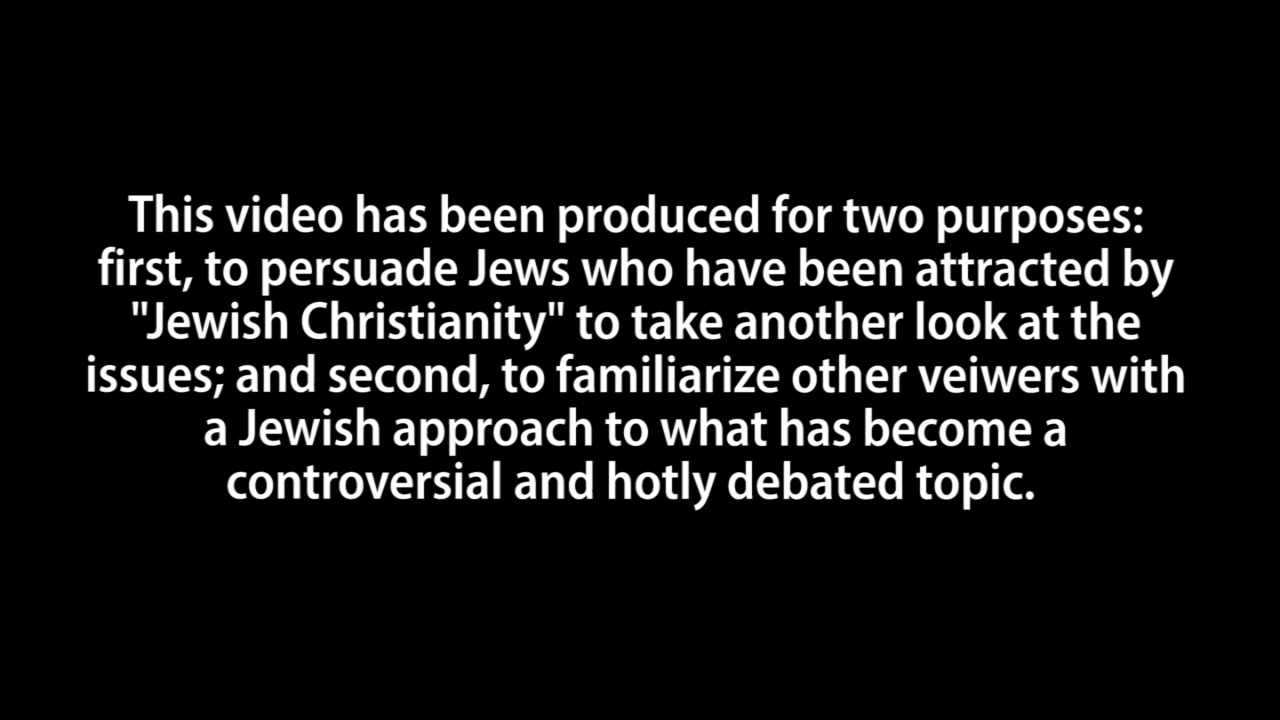 This video has been produced for two purposes:
first, to persuade Jews who have been attracted by
"Jewish Christianity" to take another look at the
issues; and second, to familiarize other veiwers with
a Jewish approach to what has become a
controversial and hotly debated topic.